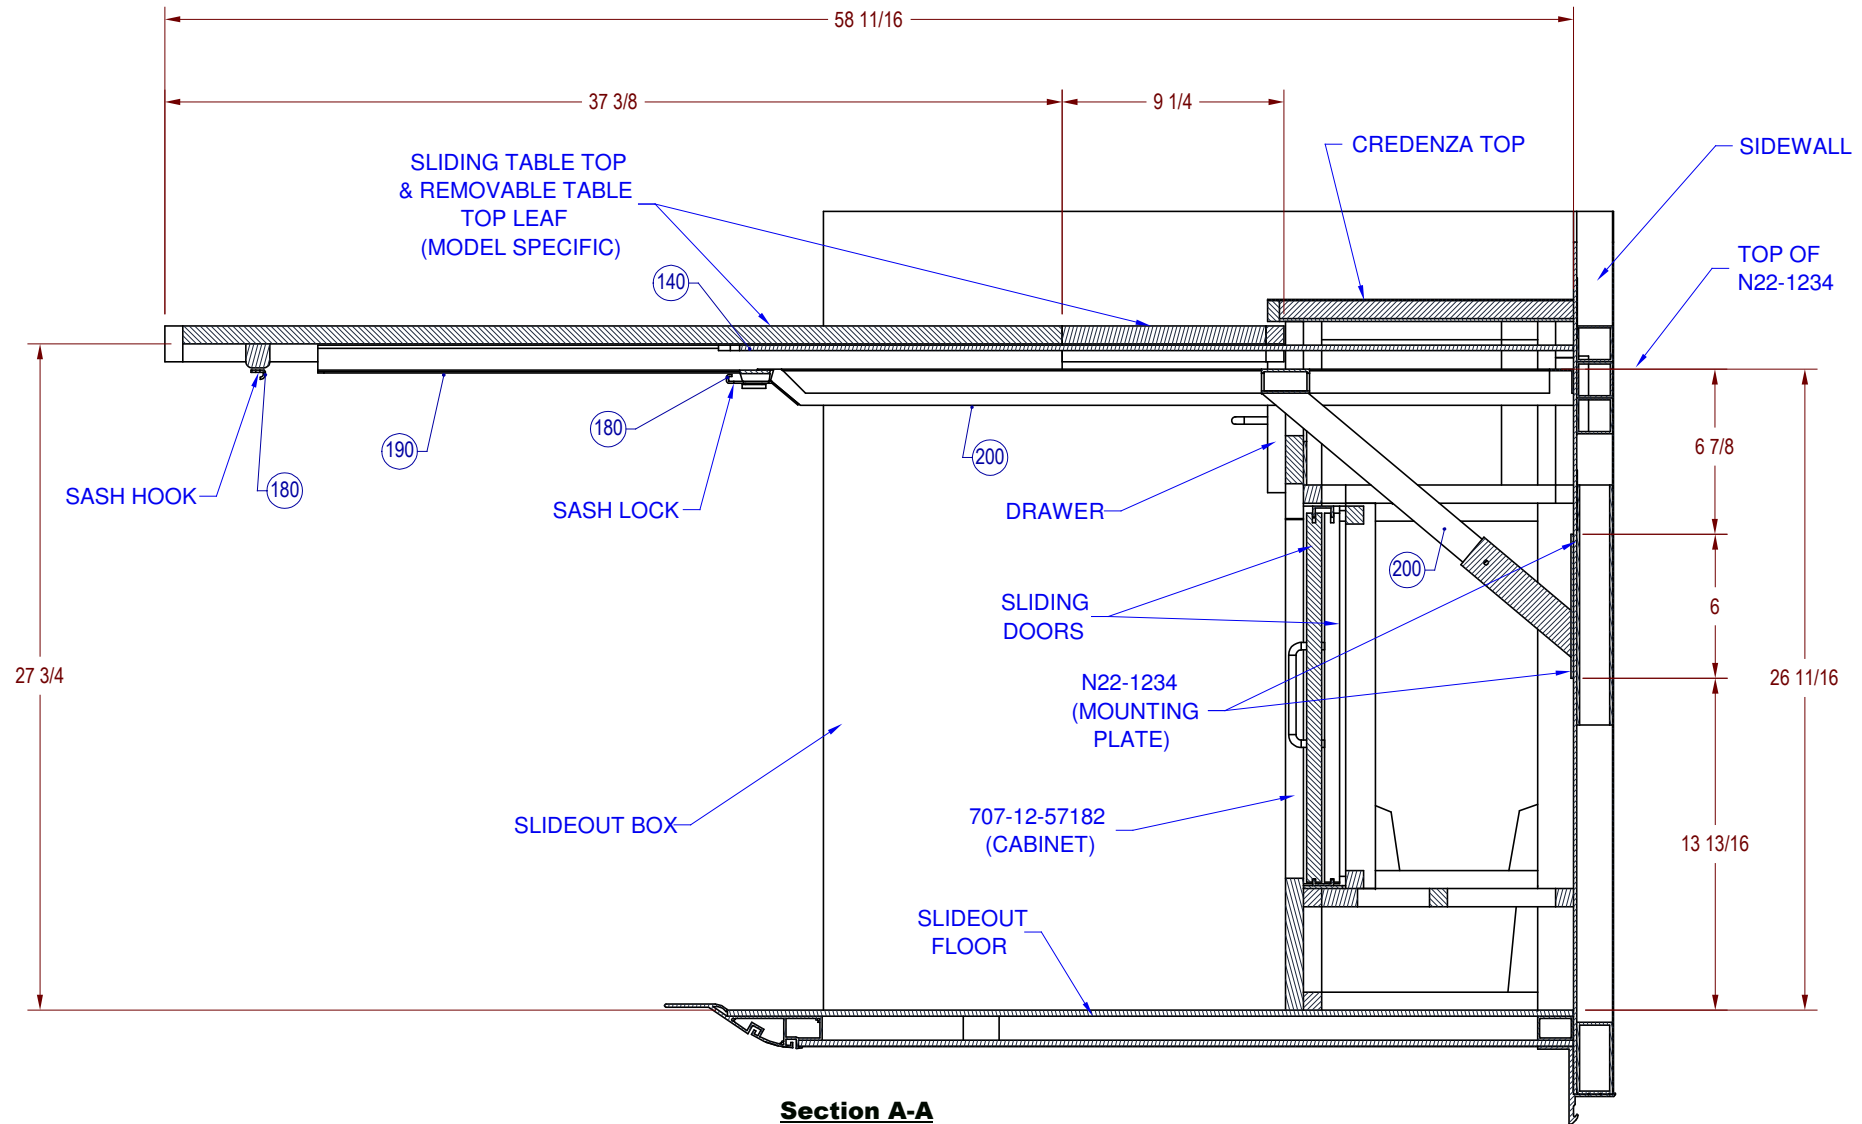 58 11/16
37 3/8
9 1/4
SLIDING TABLE TOP
& REMOVABLE TABLE
TOP LEAF
(MODEL SPECIFIC)
CREDENZA TOP
SIDEWALL
TOP OF
N22-1234
140
180
190
180
200
SASH HOOK
SASH LOCK
DRAWER
6 7/8
200
SLIDING
DOORS
6
27 3/4
N22-1234
(MOUNTING
PLATE)
26 11/16
SLIDEOUT BOX
707-12-57182
(CABINET)
13 13/16
SLIDEOUT
FLOOR
Section A-A